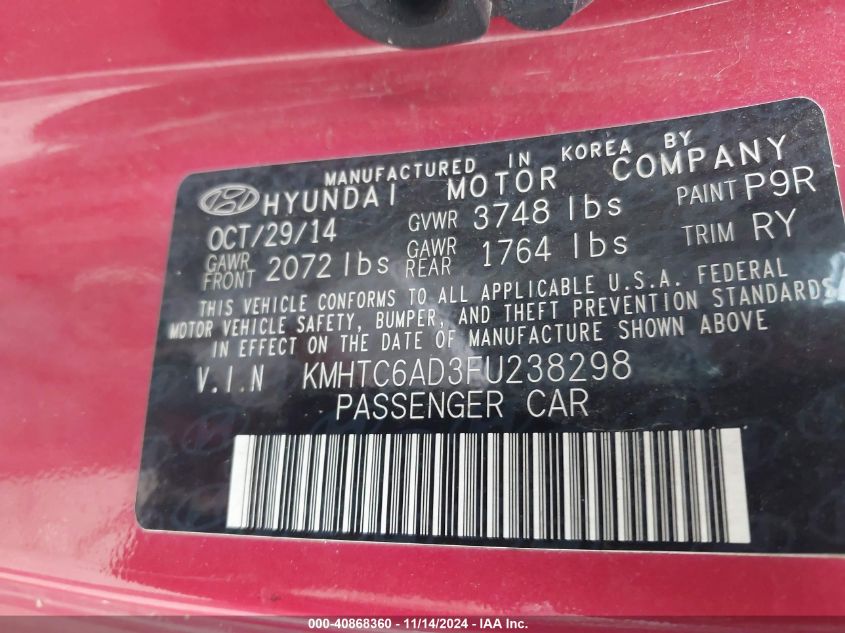 MANUFACTURED IN KOREA BY
HYUNDAI MOTOR COMPANY
OCT/29/14 GVWR 3748 lbs PAINT P9R
GAWR FRONT 2072 lbs GAWR REAR 1764 lbs TRIM RY
THIS VEHICLE CONFORMS TO ALL APPLICABLE U.S.A. FEDERAL
MOTOR VEHICLE SAFETY, BUMPER, AND THEFT PREVENTION STANDARDS
IN EFFECT ON THE DATE OF MANUFACTURE SHOWN ABOVE
V.I.N KMHTC6AD3FU238298
PASSENGER CAR
000-40868360 - 11/14/2024 - IAAI.COM